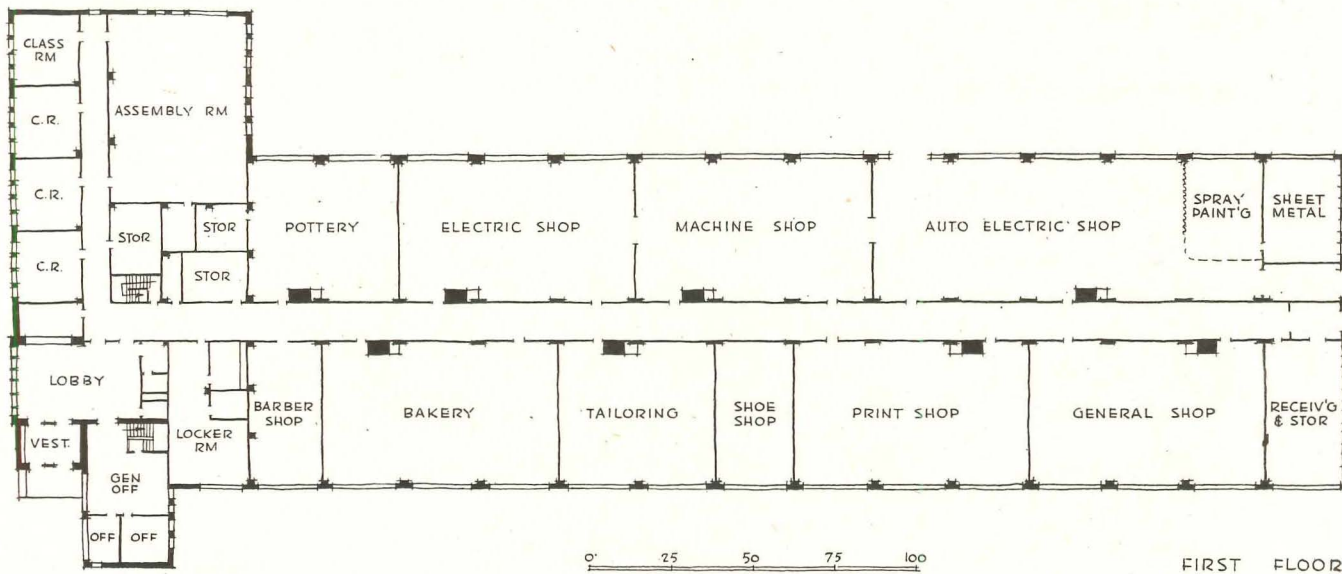 CLASS
RM
C.R.
C.R.
C.R.
ASSEMBLY RM
STOR
STOR
STOR
POTTERY
ELECTRIC SHOP
MACHINE SHOP
AUTO ELECTRIC SHOP
SPRAY
PAINT'G
SHEET
METAL
LOBBY
VEST.
GEN
OFF
OFF
OFF
LOCKER
RM
BARBER
SHOP
BAKERY
TAILORING
SHOE
SHOP
PRINT SHOP
GENERAL SHOP
RECEIV'G
& STOR
0' 25 50 75 100
FIRST FLOOR